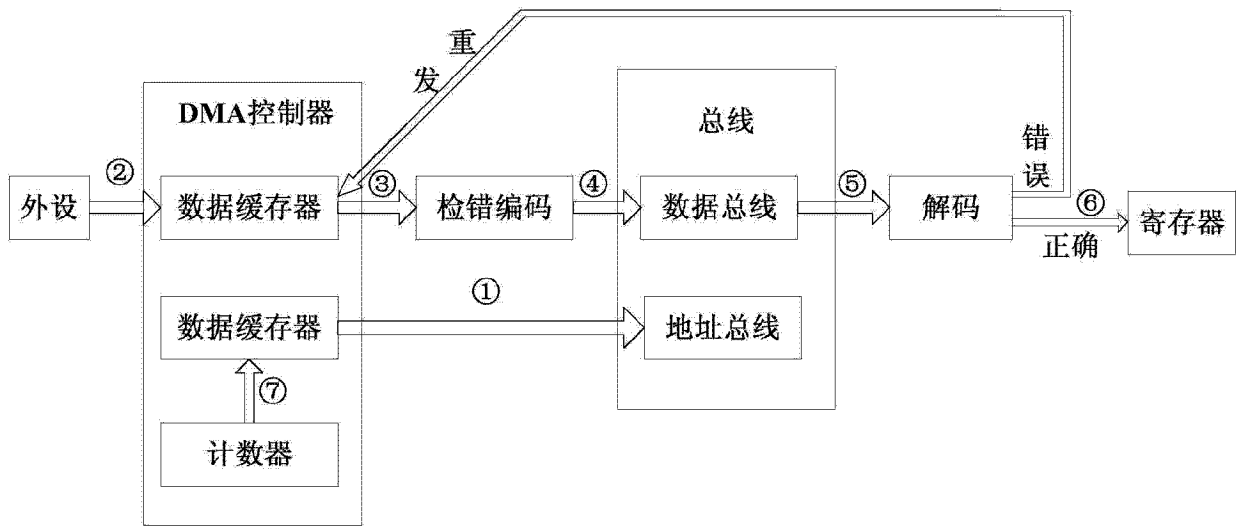 重
发
DMA控制器
总线
错
误
②
③
④
⑤
⑥
外设
数据缓存器
检错编码
数据总线
解码
正确
寄存器
①
数据缓存器
地址总线
⑦
计数器